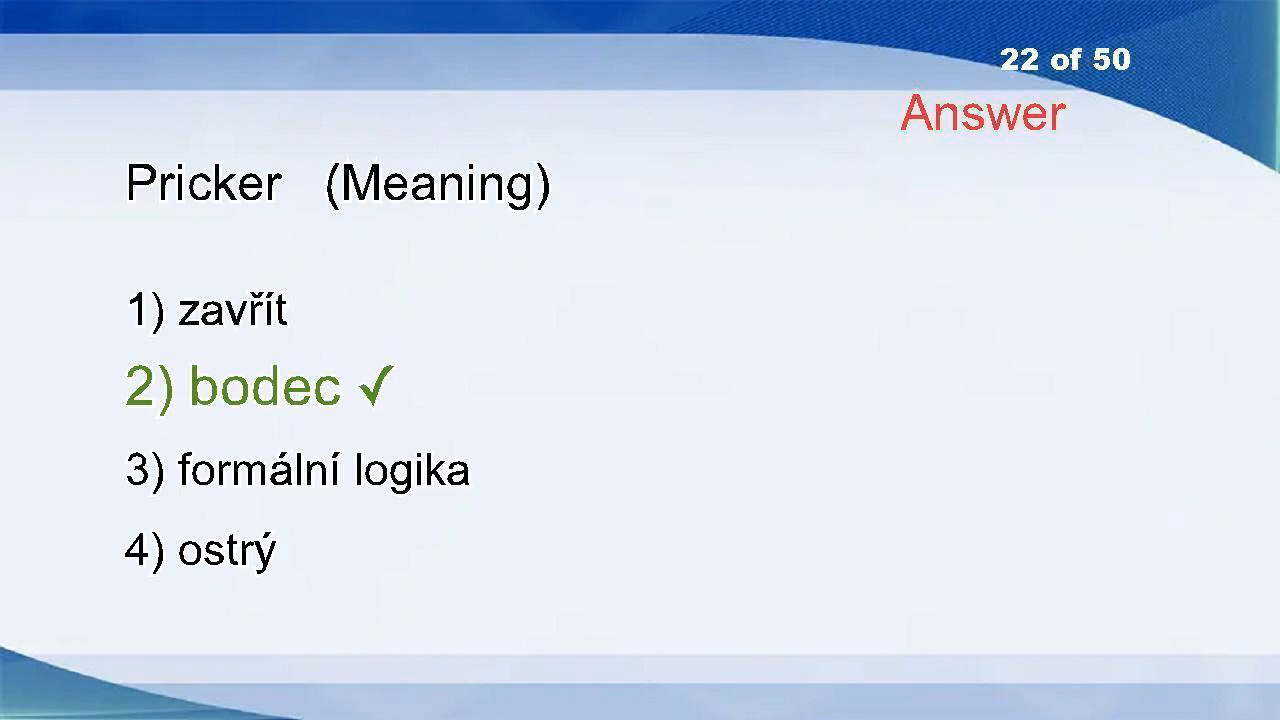 22 of 50
Answer
Pricker (Meaning)
1) zavřít
2) bodec ✓
3) formální logika
4) ostrý